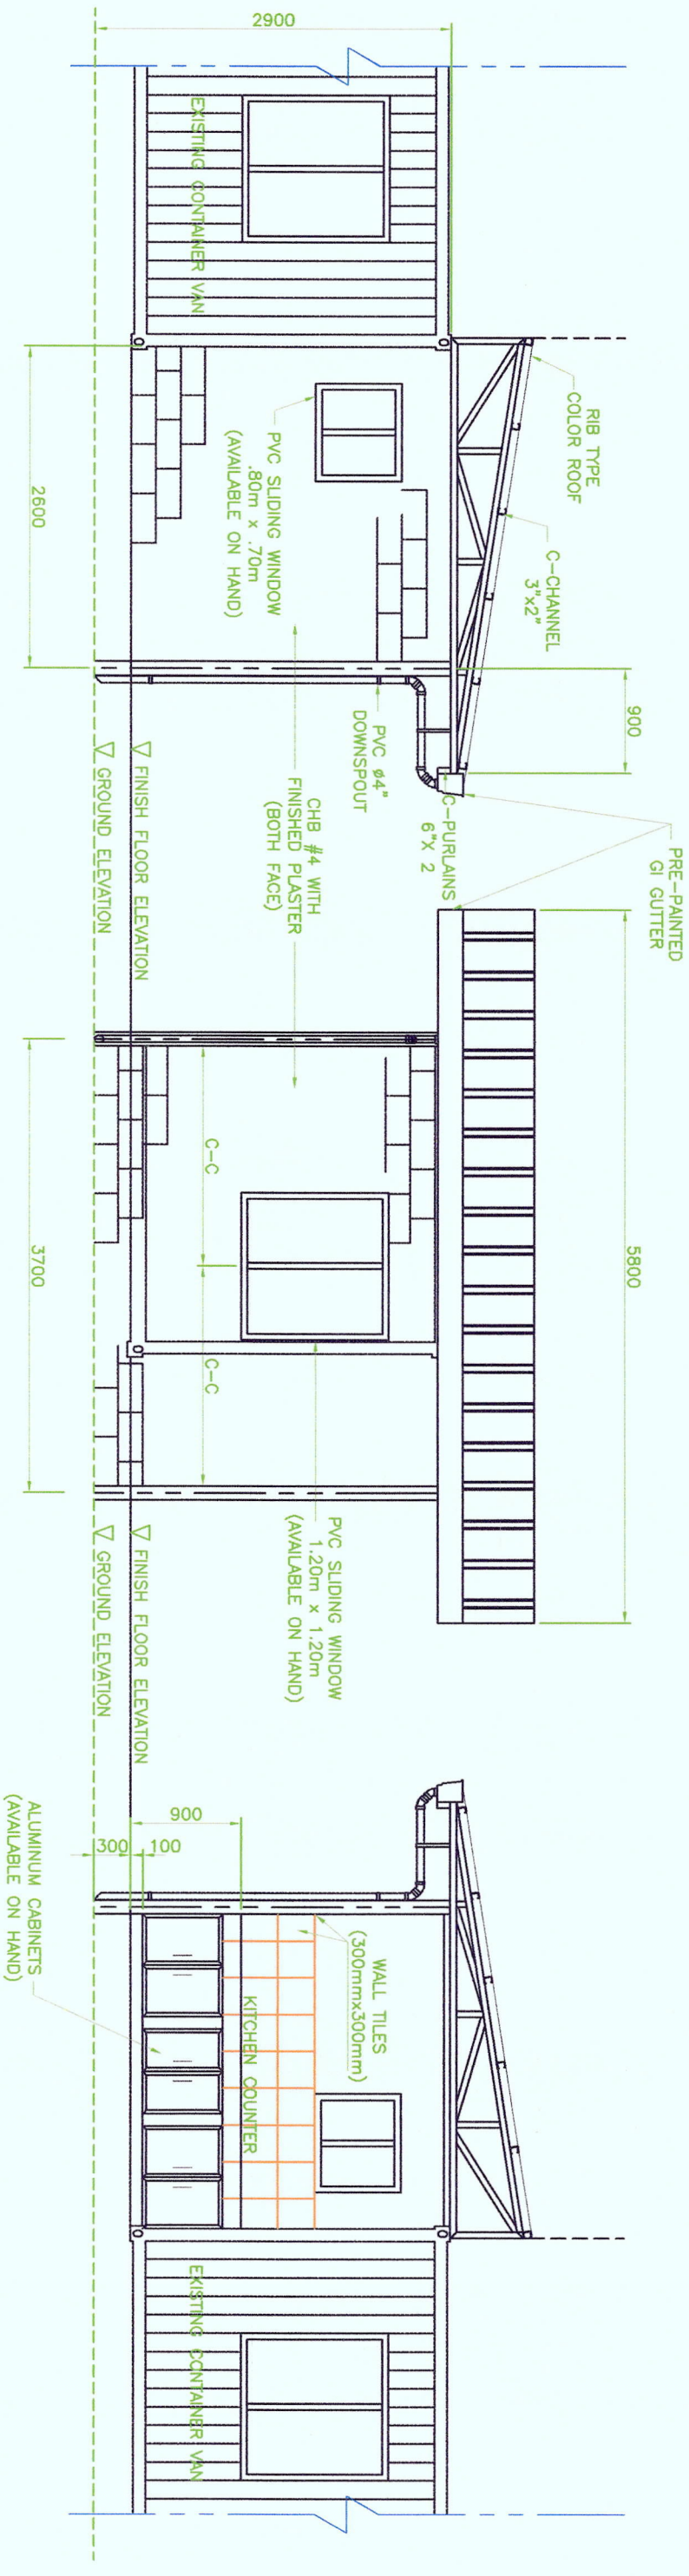 2900
EXISTING CONTAINER VAN
2600
RIB TYPE
COLOR ROOF
C-CHANNEL
3"x2"
PVC SLIDING WINDOW
.80m x .70m
(AVAILABLE ON HAND)
900
PVC ø4"
DOWNSPOUT
C-PURLAINS
6"X 2
PRE-PAINTED
GI GUTTER
CHB #4 WITH
FINISHED PLASTER
(BOTH FACE)
FINISH FLOOR ELEVATION
GROUND ELEVATION
5800
C-C
C-C
3700
PVC SLIDING WINDOW
1.20m x 1.20m
(AVAILABLE ON HAND)
FINISH FLOOR ELEVATION
GROUND ELEVATION
900
300
100
WALL TILES
(300mmx300mm)
KITCHEN COUNTER
ALUMINUM CABINETS
(AVAILABLE ON HAND)
EXISTING CONTAINER VAN